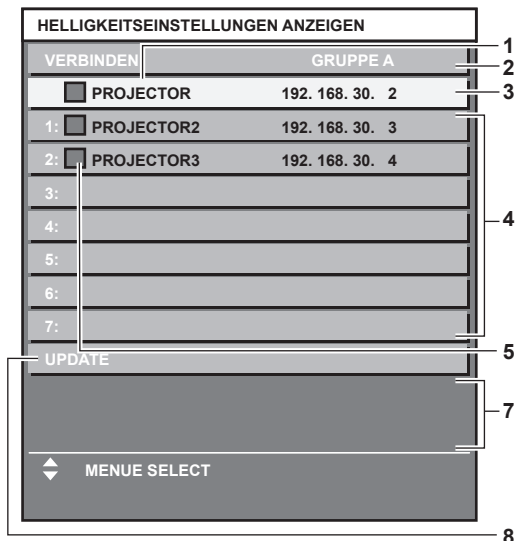 HELLIGKEITSEINSTELLUNGEN ANZEIGEN
1
VERBINDEN GRUPPE A
2
PROJECTOR 192. 168. 30. 2
3
1: PROJECTOR2 192. 168. 30. 3
2: PROJECTOR3 192. 168. 30. 4
3:
4:
4
5:
6:
7:
UPDATE
5
7
MENUE SELECT
8